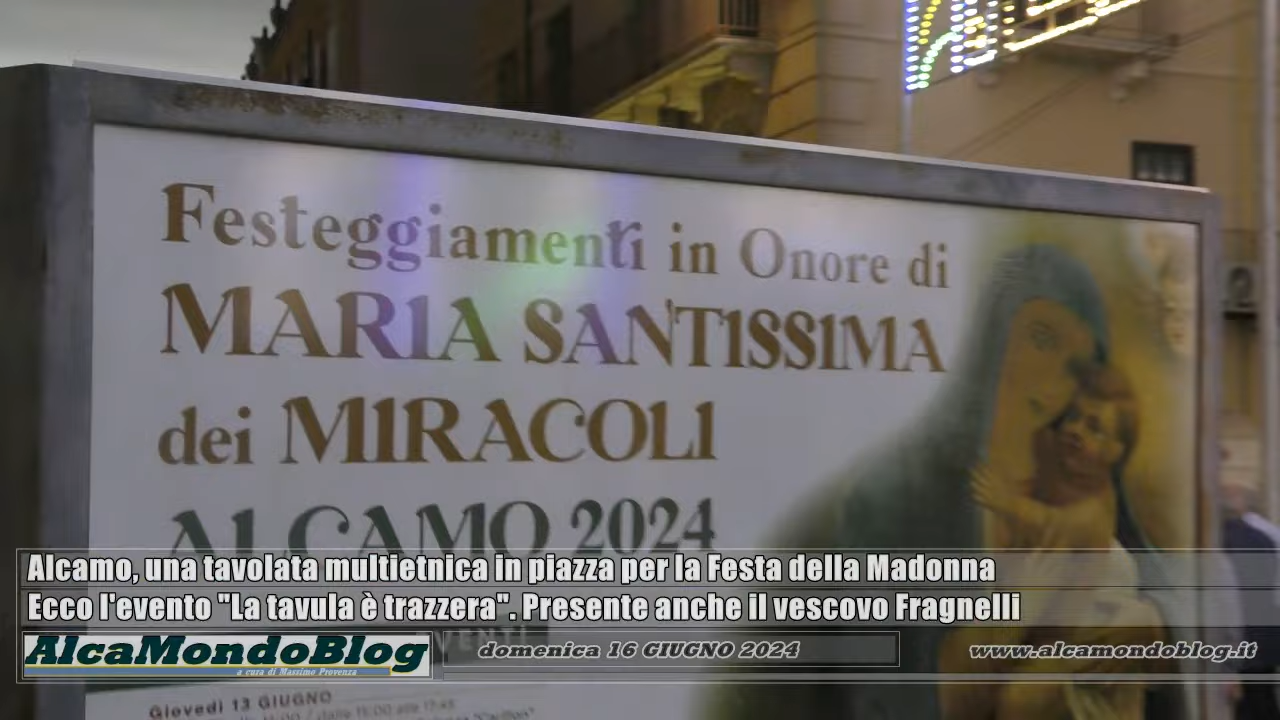 Festeggiamenti in Onore di
MARIA SANTISSIMA
dei MIRACOLI
ALCAMO 2024
Alcamo, una tavolata multietnica in piazza per la Festa della Madonna
Ecco l'evento "La tavula è trazzera". Presente anche il vescovo Fragnelli
EVENTI
AlcaMondoBlog
a cura di Massimo Provenza
domenica 16 GIUGNO 2024
www.alcamondoblog.it
Giovedì 13 GIUGNO